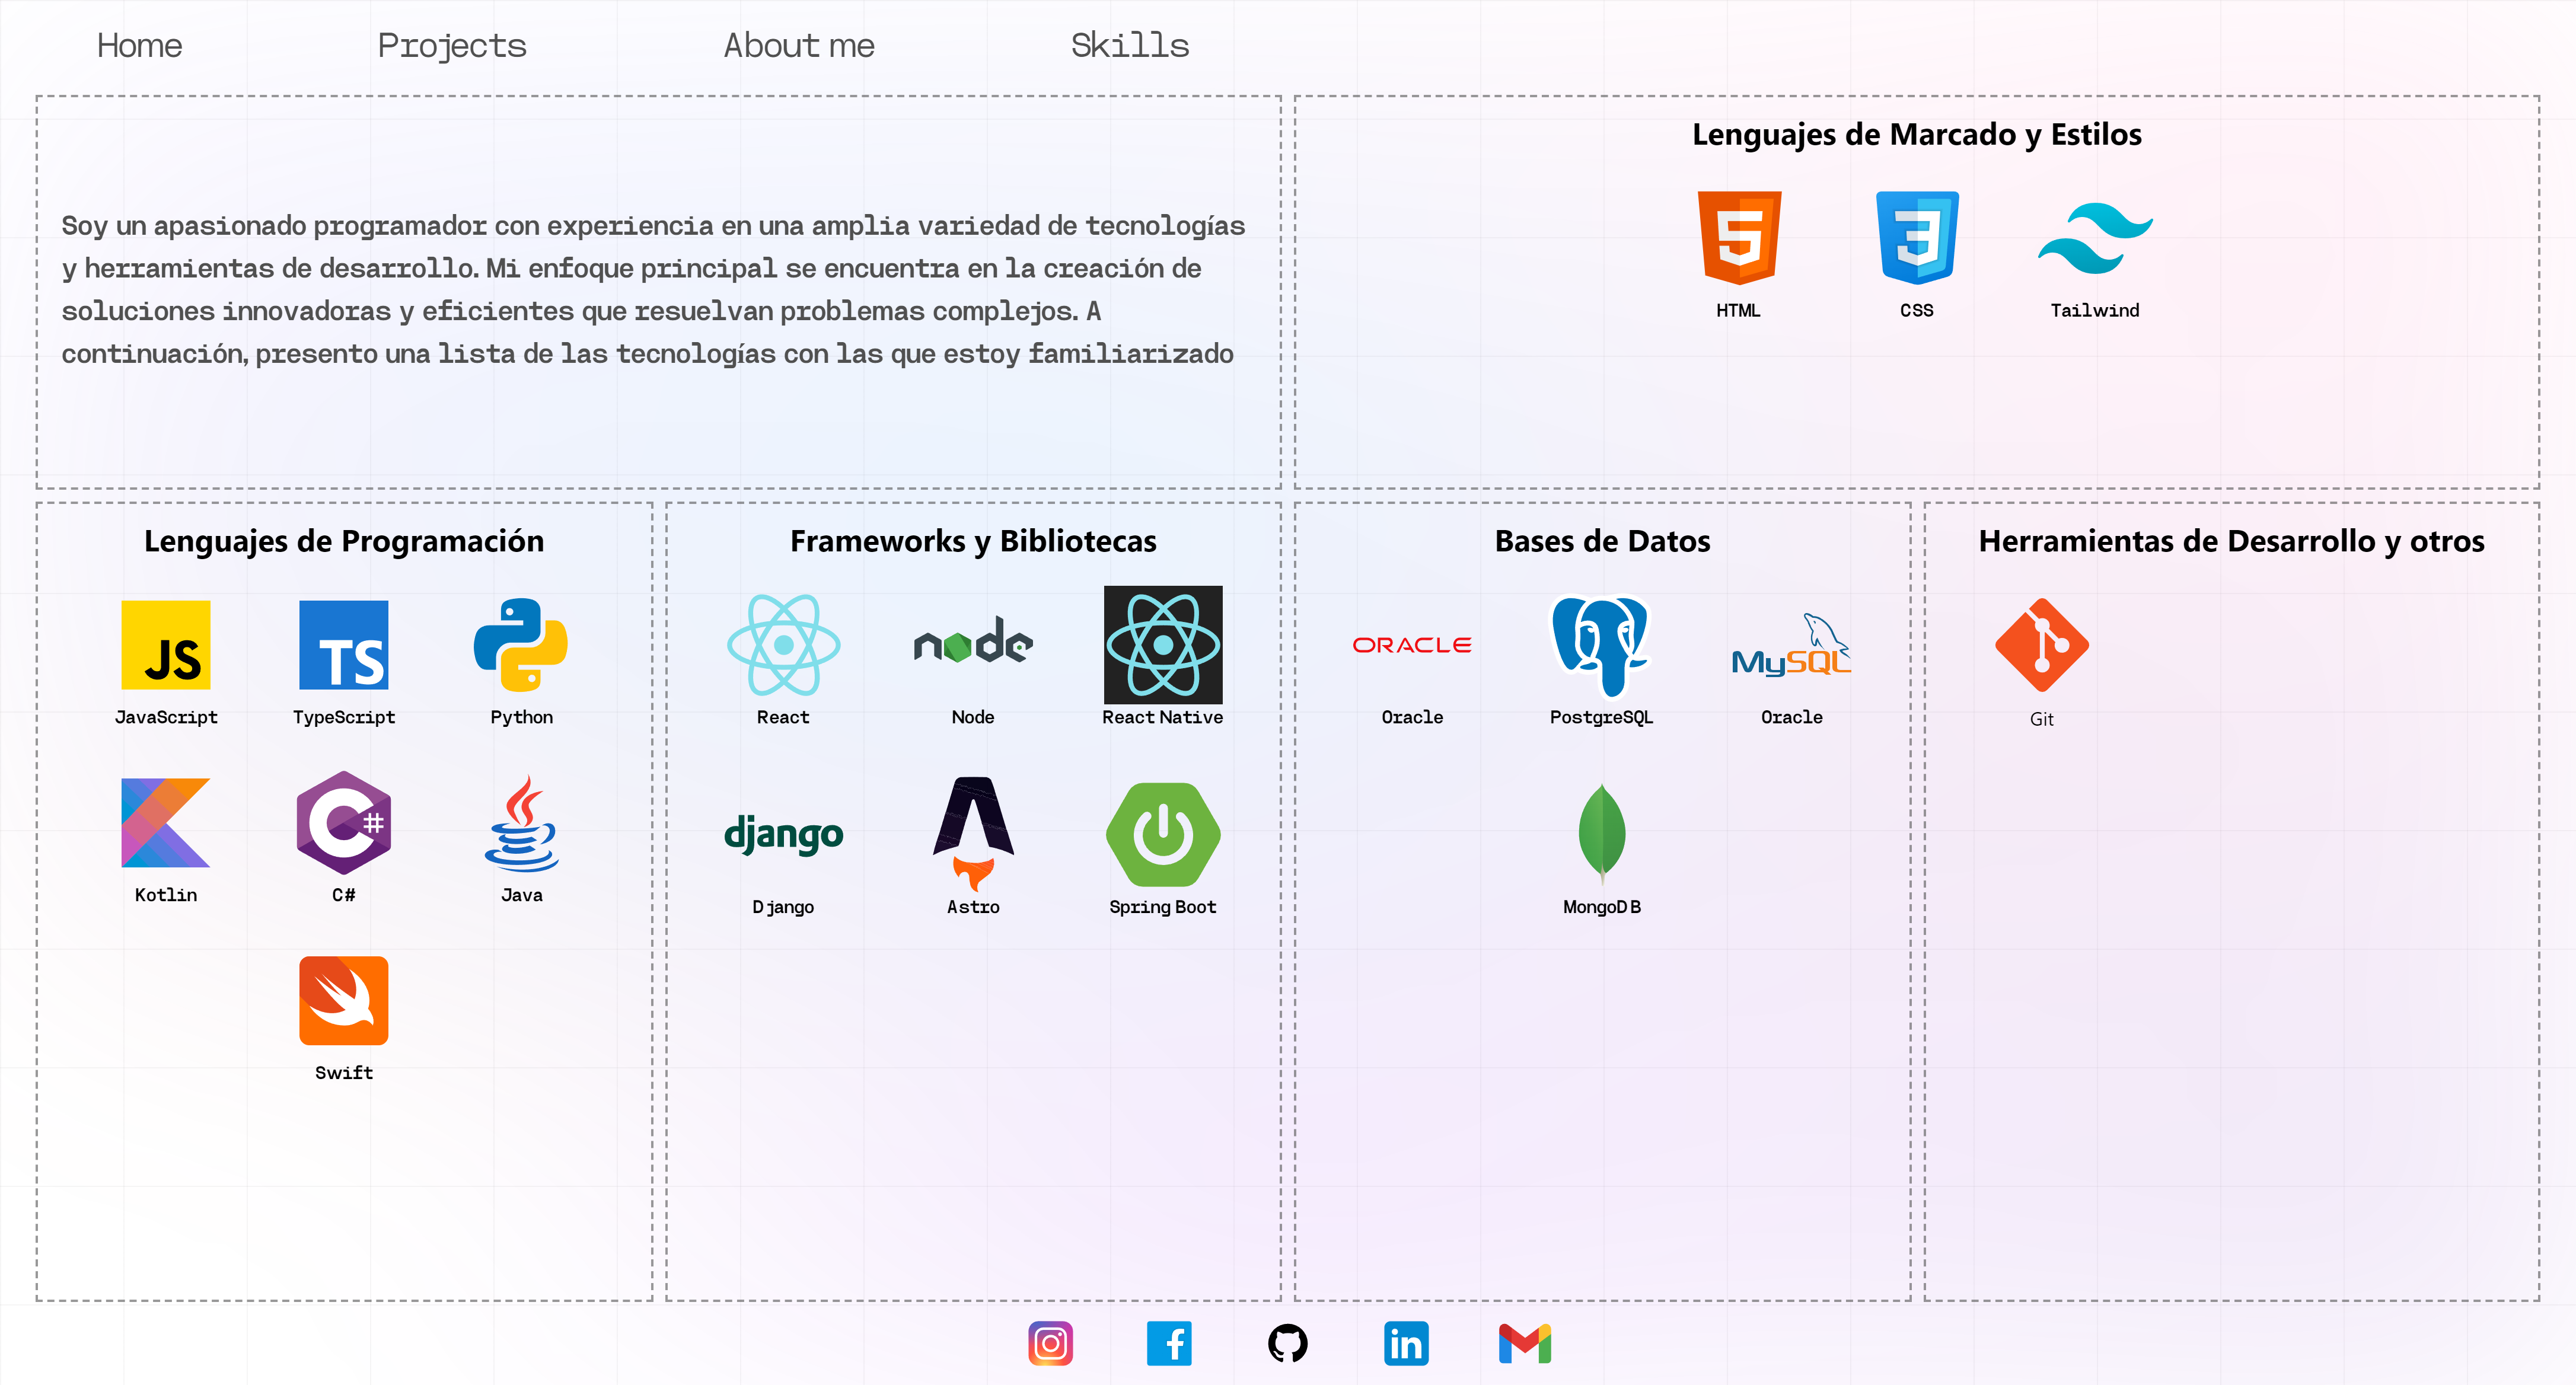 Home
Projects
About me
Skills
Soy un apasionado programador con experiencia en una amplia variedad de tecnologías
y herramientas de desarrollo. Mi enfoque principal se encuentra en la creación de
soluciones innovadoras y eficientes que resuelvan problemas complejos. A
continuación, presento una lista de las tecnologías con las que estoy familiarizado
Lenguajes de Marcado y Estilos
5
3
HTML
CSS
Tailwind
Lenguajes de Programación
JS
TS
JavaScript
TypeScript
Python
C#
Kotlin
C#
Java
Swift
Frameworks y Bibliotecas
node
React
Node
React Native
django
Django
Astro
Spring Boot
Bases de Datos
ORACLE
MySQL
Oracle
PostgreSQL
Oracle
MongoDB
Herramientas de Desarrollo y otros
Git
f
in
M